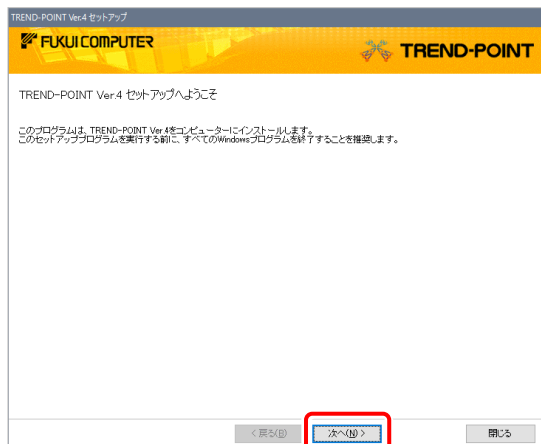 TREND-POINT Ver.4 セットアップ
FUKUI COMPUTER
TREND-POINT
TREND-POINT Ver.4 セットアップへようこそ
このプログラムは、TREND-POINT Ver.4をコンピューターにインストールします。
このセットアッププログラムを実行する前に、すべてのWindowsプログラムを終了することを推奨します。
< 戻る(B)
次へ(N) >
閉じる